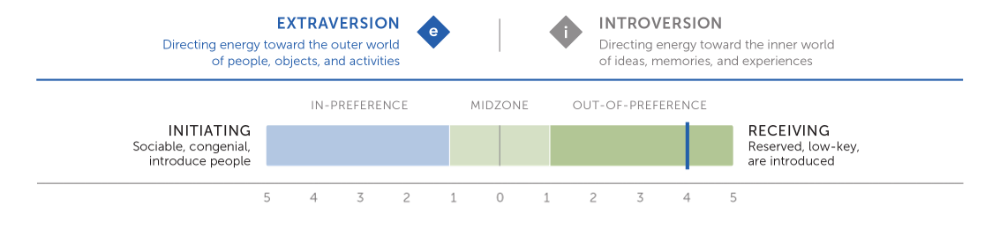 EXTRAVERSION
Directing energy toward the outer world
of people, objects, and activities
e
i
INTROVERSION
Directing energy toward the inner world
of ideas, memories, and experiences
IN-PREFERENCE
MIDZONE
OUT-OF-PREFERENCE
INITIATING
Sociable, congenial,
introduce people
RECEIVING
Reserved, low-key,
are introduced
5 4 3 2 1 0 1 2 3 4 5